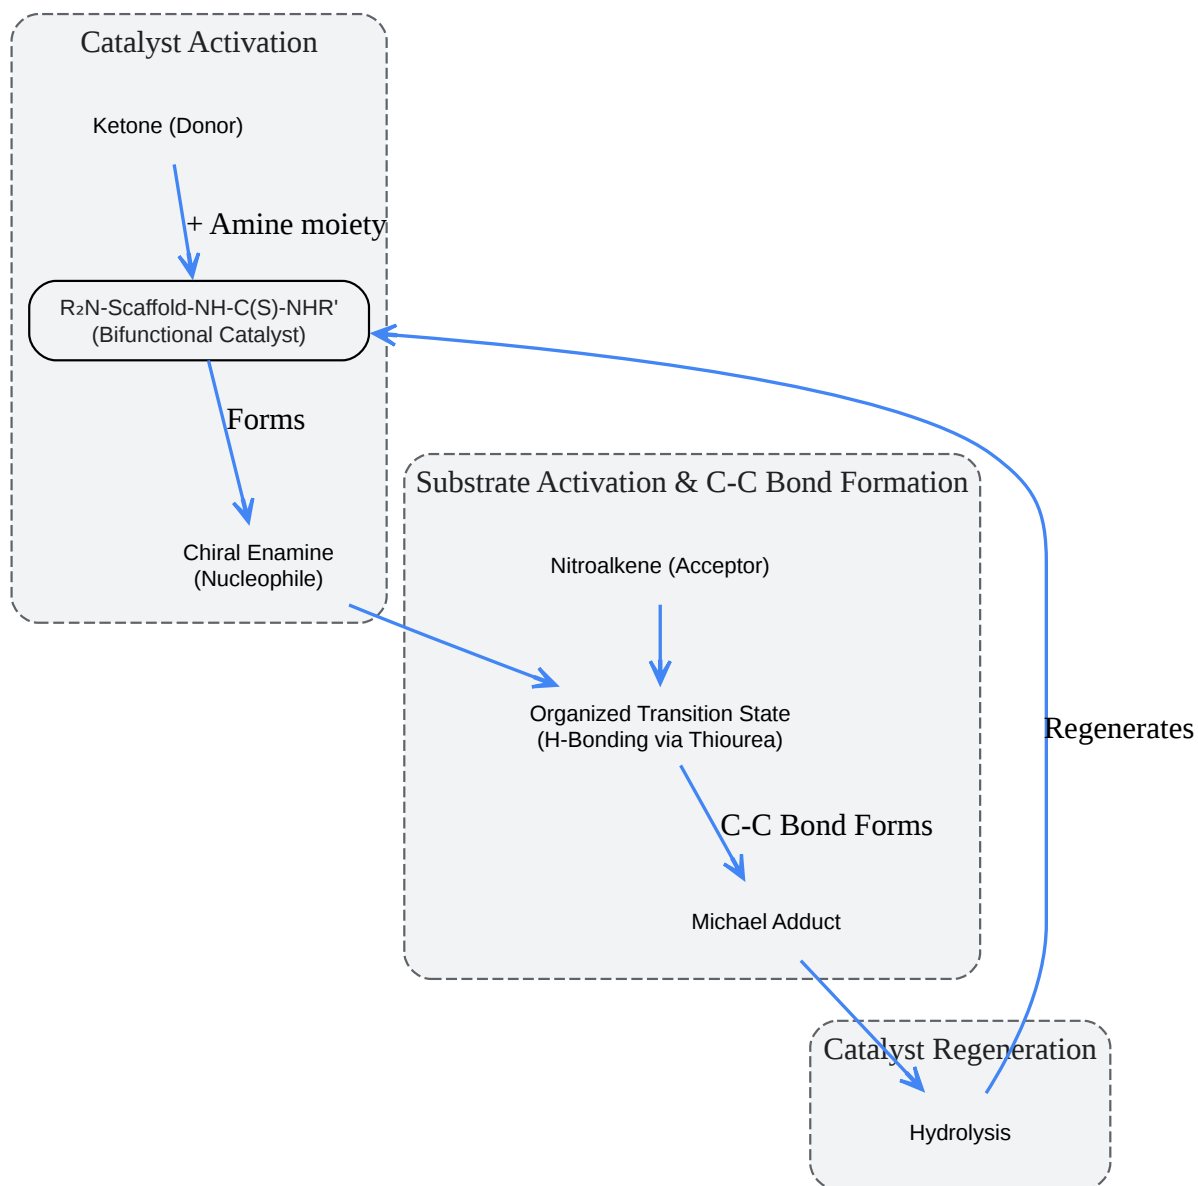 Catalyst Activation
Ketone (Donor)
+ Amine moiety
R₂N-Scaffold-NH-C(S)-NHR'
(Bifunctional Catalyst)
Forms
Chiral Enamine
(Nucleophile)
Substrate Activation & C-C Bond Formation
Nitroalkene (Acceptor)
Organized Transition State
(H-Bonding via Thiourea)
C-C Bond Forms
Michael Adduct
Regenerates
Catalyst Regeneration
Hydrolysis